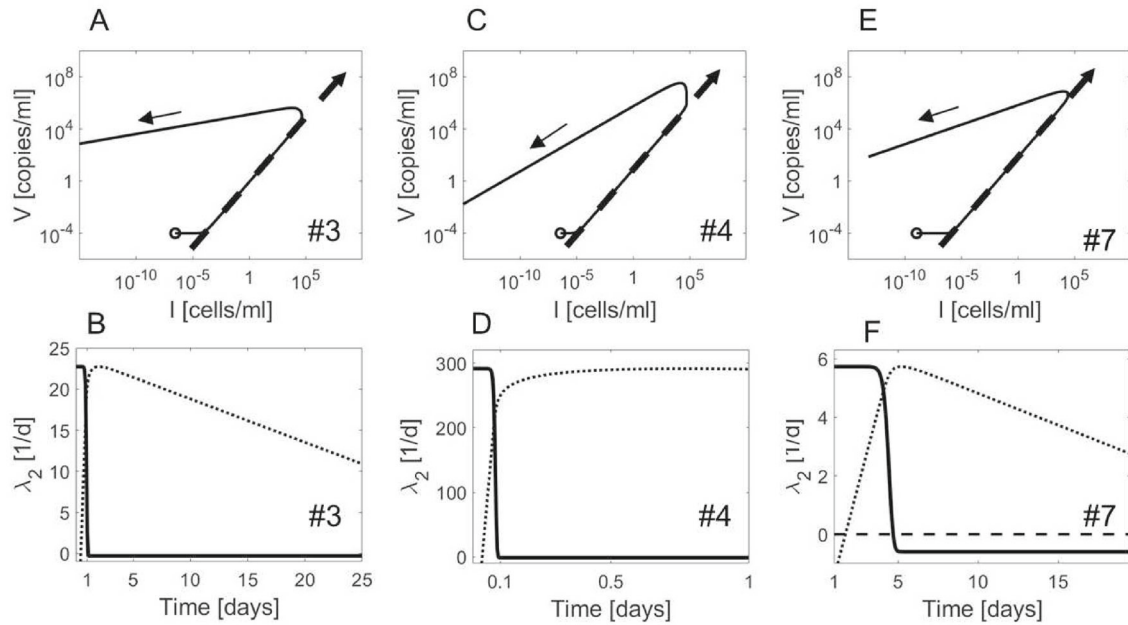 A
V [copies/ml]
10^8
10^4
1
10^-4
#3
10^-10 10^-5 1 10^5
I [cells/ml]
C
V [copies/ml]
10^8
10^4
1
10^-4
#4
10^-10 10^-5 1 10^5
I [cells/ml]
E
V [copies/ml]
10^8
10^4
1
10^-4
#7
10^-10 10^-5 1 10^5
I [cells/ml]
B
λ_2 [1/d]
25
20
15
10
5
0
#3
1 5 10 15 20 25
Time [days]
D
λ_2 [1/d]
300
200
100
0
#4
0.1 0.5 1
Time [days]
F
λ_2 [1/d]
6
4
2
0
#7
1 5 10 15
Time [days]